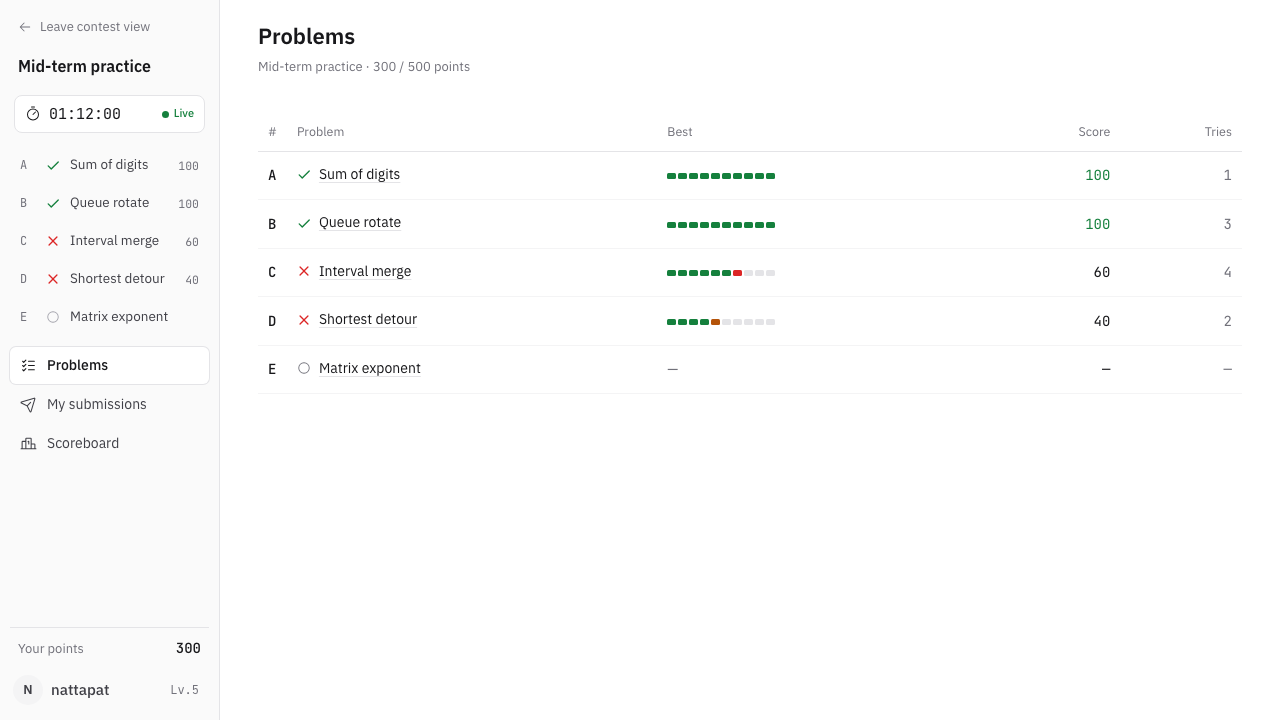 Leave contest view
Mid-term practice
01:12:00 Live
A Sum of digits 100
B Queue rotate 100
C Interval merge 60
D Shortest detour 40
E Matrix exponent
Problems
My submissions
Scoreboard
Your points 300
N nattapat Lv.5
Problems
Mid-term practice · 300 / 500 points
# Problem Best Score Tries
A Sum of digits 100 1
B Queue rotate 100 3
C Interval merge 60 4
D Shortest detour 40 2
E Matrix exponent — — —